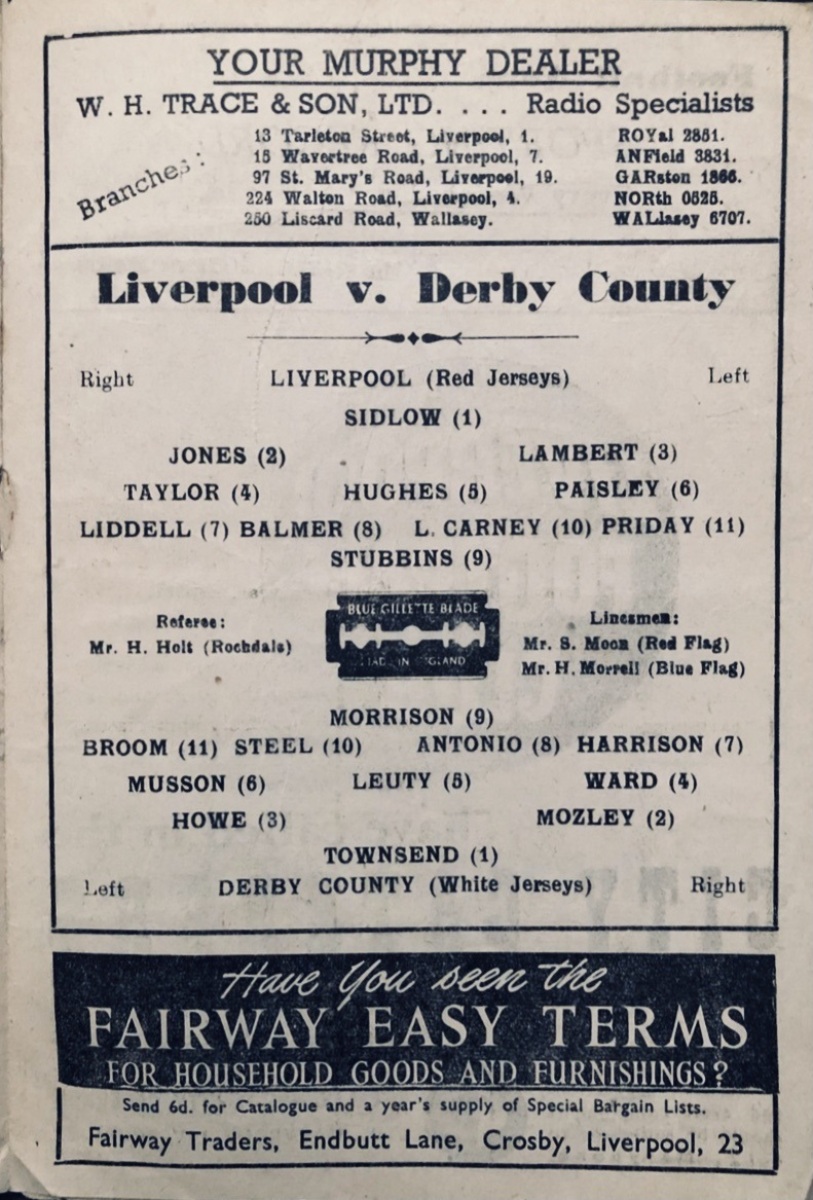 YOUR MURPHY DEALER
W. H. TRACE & SON, LTD. . . . . Radio Specialists
Branches:
13 Tarleton Street, Liverpool, 1. ROYal 2851.
15 Wavertree Road, Liverpool, 7. ANField 3831.
97 St. Mary's Road, Liverpool, 19. GARston 1866.
224 Walton Road, Liverpool, 4. NORth 0525.
250 Liscard Road, Wallasey. WALlasey 6707.
Liverpool v. Derby County
Right LIVERPOOL (Red Jerseys) Left
SIDLOW (1)
JONES (2) LAMBERT (3)
TAYLOR (4) HUGHES (5) PAISLEY (6)
LIDDELL (7) BALMER (8) L. CARNEY (10) PRIDAY (11)
STUBBINS (9)
Referee:
Mr. H. Holt (Rochdale)
BLUE GILLETTE BLADE
MADE IN ENGLAND
Linesmen:
Mr. S. Moon (Red Flag)
Mr. H. Morrell (Blue Flag)
MORRISON (9)
BROOM (11) STEEL (10) ANTONIO (8) HARRISON (7)
MUSSON (6) LEUTY (5) WARD (4)
HOWE (3) MOZLEY (2)
TOWNSEND (1)
Left DERBY COUNTY (White Jerseys) Right
Have You seen the
FAIRWAY EASY TERMS
FOR HOUSEHOLD GOODS AND FURNISHINGS?
Send 6d. for Catalogue and a year's supply of Special Bargain Lists.
Fairway Traders, Endbutt Lane, Crosby, Liverpool, 23